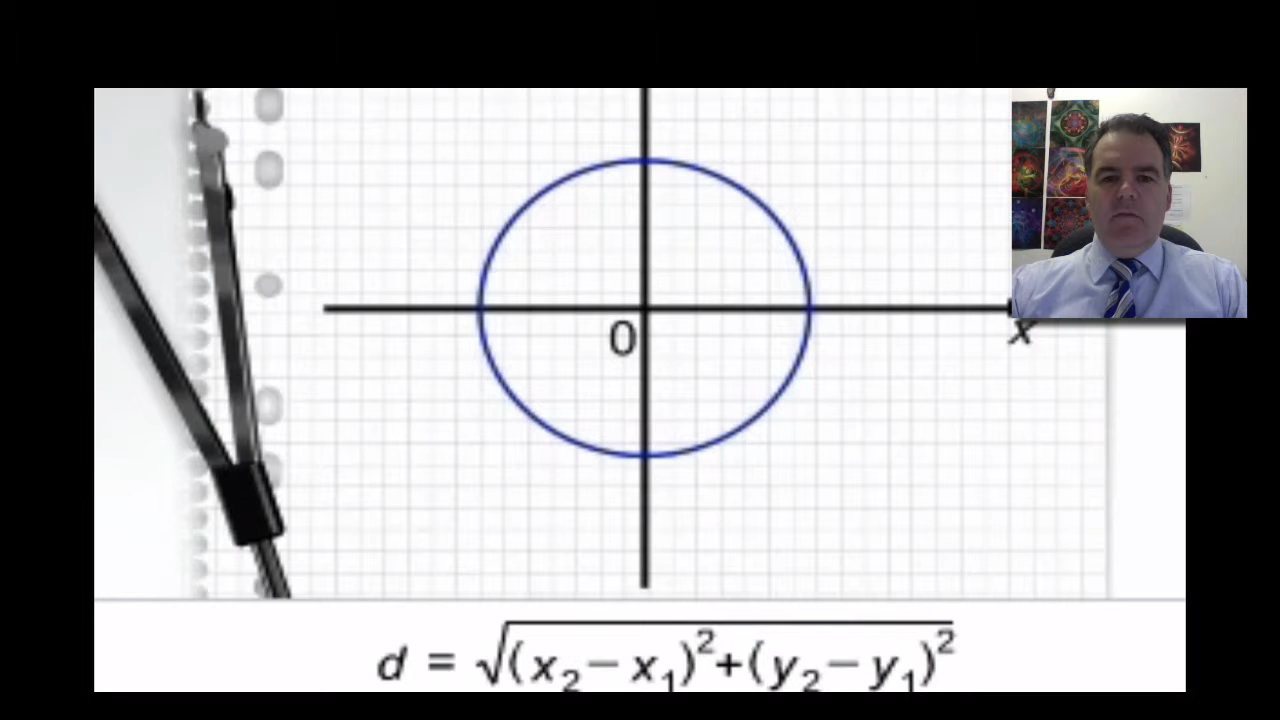 0
x
d = √(x₂ − x₁)² + (y₂ − y₁)²